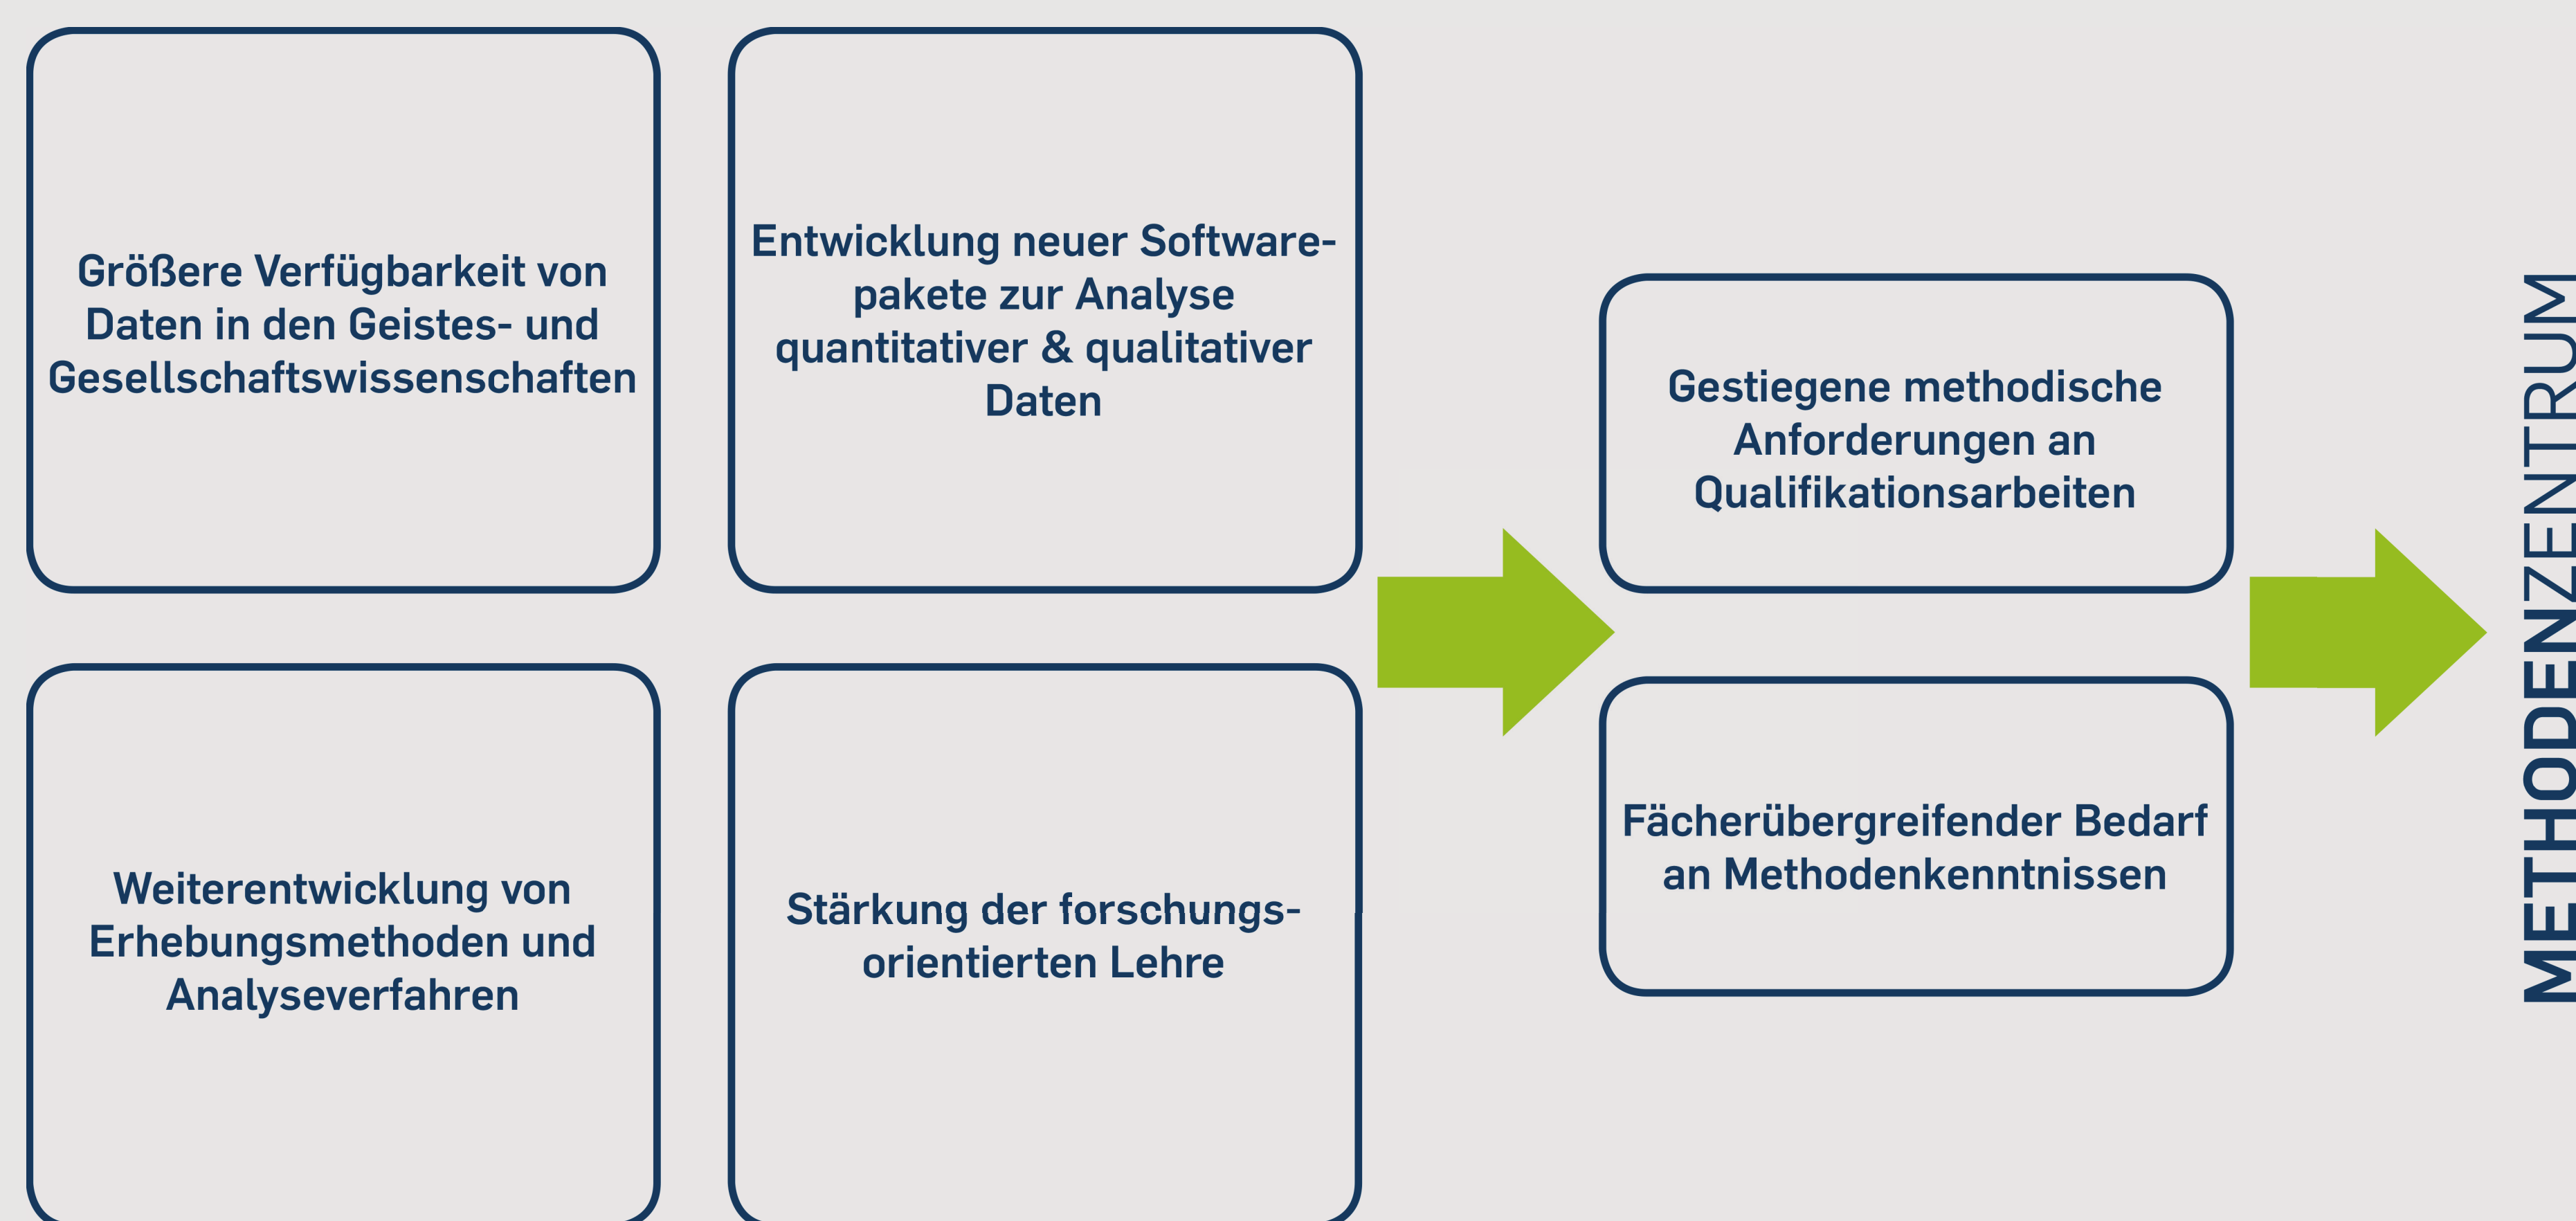 Größere Verfügbarkeit von
Daten in den Geistes- und
Gesellschaftswissenschaften
Entwicklung neuer Software-
pakete zur Analyse
quantitativer & qualitativer
Daten
Weiterentwicklung von
Erhebungsmethoden und
Analyseverfahren
Stärkung der forschungs-
orientierten Lehre
Gestiegene methodische
Anforderungen an
Qualifikationsarbeiten
Fächerübergreifender Bedarf
an Methodenkenntnissen
METHODENZENTRUM